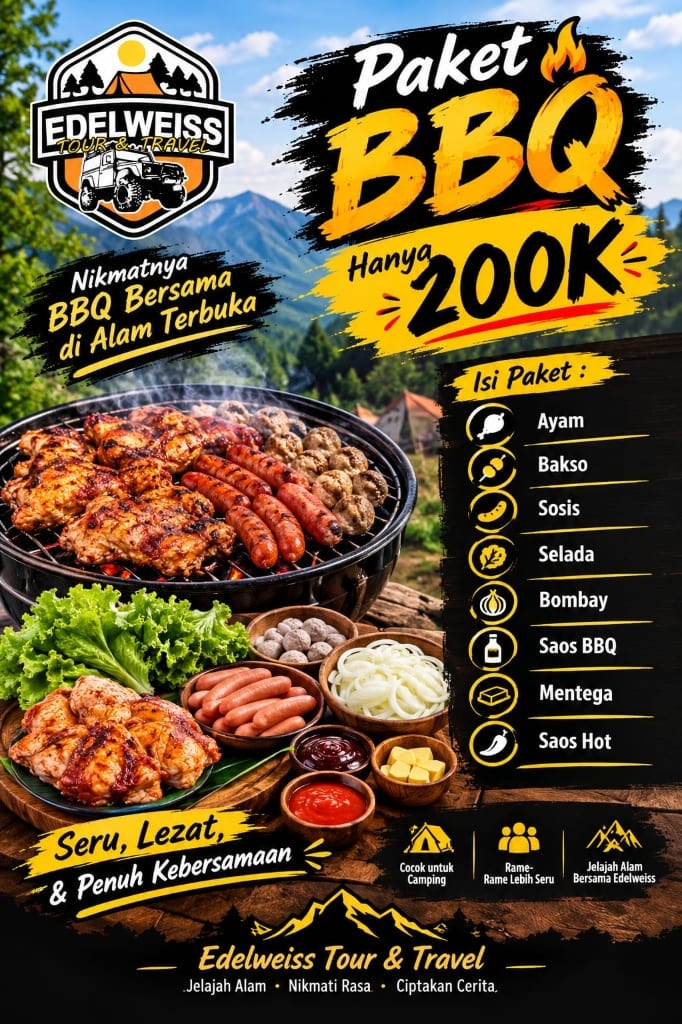 EDELWEISS
TOUR & TRAVEL
Paket
BBQ
Hanya
200K
Nikmatnya
BBQ Bersama
di Alam Terbuka
Isi Paket :
Ayam
Bakso
Sosis
Selada
Bombay
Saos BBQ
Mentega
Saos Hot
Seru, Lezat,
& Penuh Kebersamaan
Cocok untuk
Camping
Rame-
Rame Lebih Seru
Jelajah Alam
Bersama Edelweiss
Edelweiss Tour & Travel
Jelajah Alam • Nikmati Rasa • Ciptakan Cerita.